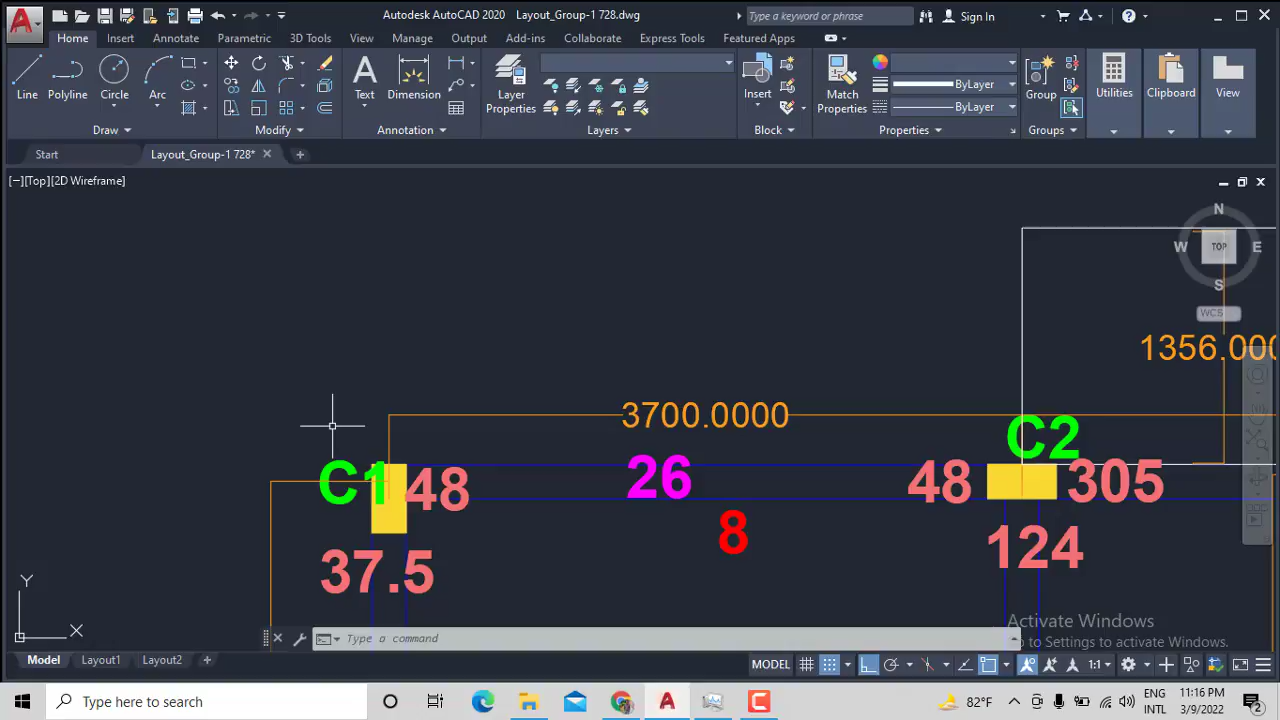 Autodesk AutoCAD 2020 Layout_Group-1 728.dwg
Type a keyword or phrase
Sign In
Home Insert Annotate Parametric 3D Tools View Manage Output Add-ins Collaborate Express Tools Featured Apps
Line Polyline Circle Arc
Text Dimension
Layer Properties
Insert
Match Properties
ByLayer
ByLayer
Group
Utilities Clipboard View
Draw Modify Annotation Layers Block Properties Groups
Start Layout_Group-1 728*
[−][Top][2D Wireframe]
N
W TOP E
S
WCS
1356.000
3700.0000
C2
C1 48 26 48 305
8
37.5 124
Y
X
Activate Windows
Go to Settings to activate Windows.
Type a command
Model Layout1 Layout2
MODEL 1:1
Type here to search
82°F
ENG
INTL
11:16 PM
3/9/2022
2